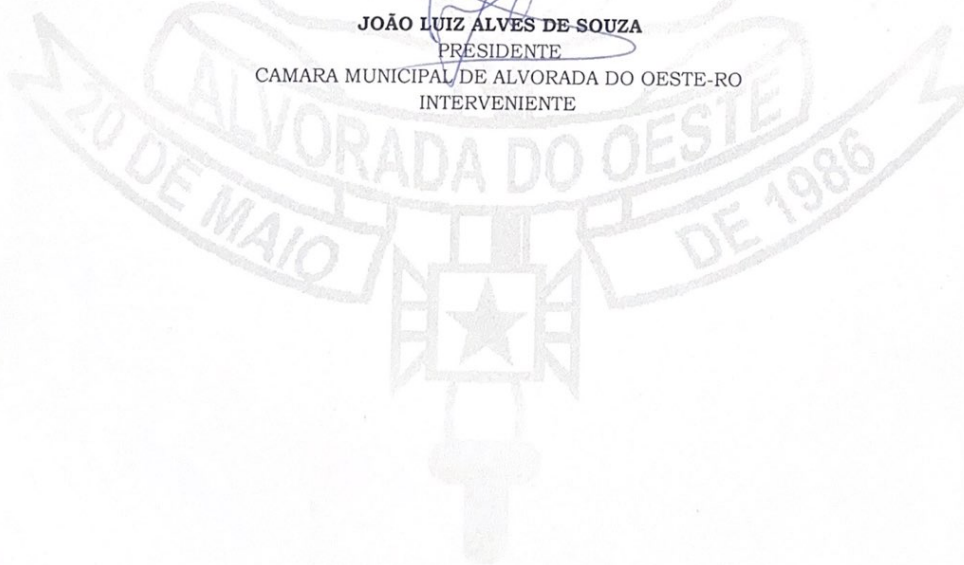 JOÃO LUIZ ALVES DE SOUZA
PRESIDENTE
CAMARA MUNICIPAL DE ALVORADA DO OESTE-RO
INTERVENIENTE
ALVORADA DO OESTE
20 DE MAIO DE 1986